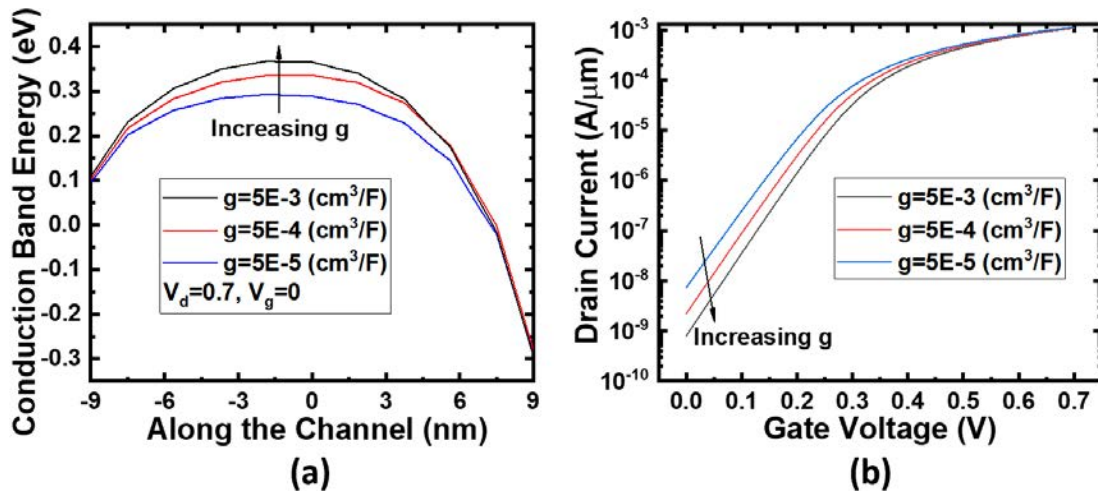 Conduction Band Energy (eV)
0.4
0.3
0.2
0.1
0.0
-0.1
-0.2
-0.3
Increasing g
g=5E-3 (cm³/F)
g=5E-4 (cm³/F)
g=5E-5 (cm³/F)
V_d=0.7, V_g=0
-9 -6 -3 0 3 6 9
Along the Channel (nm)
(a)
Drain Current (A/μm)
10⁻³
10⁻⁴
10⁻⁵
10⁻⁶
10⁻⁷
10⁻⁸
10⁻⁹
10⁻¹⁰
g=5E-3 (cm³/F)
g=5E-4 (cm³/F)
g=5E-5 (cm³/F)
Increasing g
0.0 0.1 0.2 0.3 0.4 0.5 0.6 0.7
Gate Voltage (V)
(b)